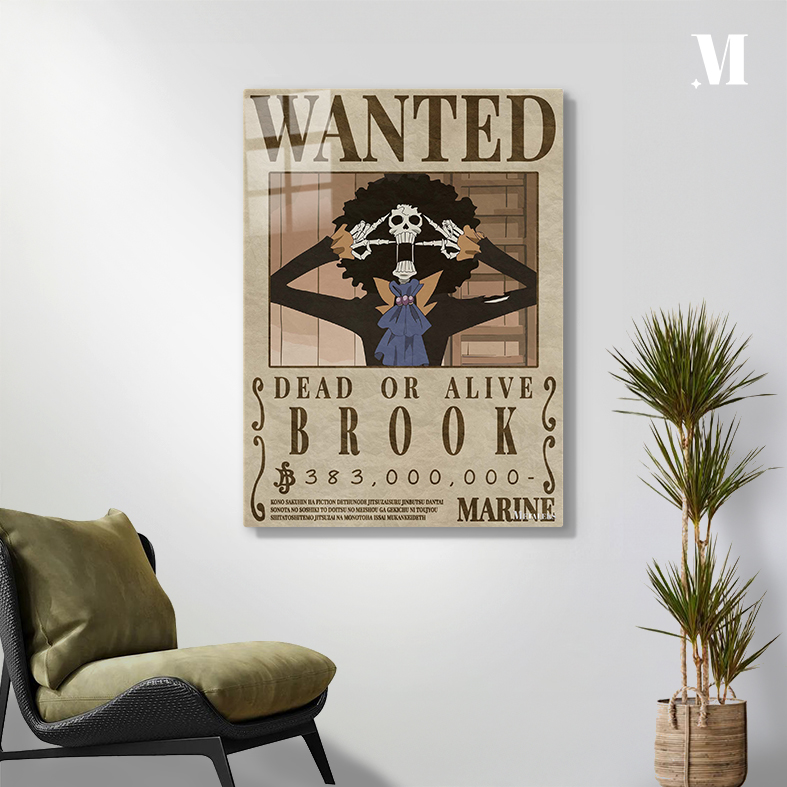 M
WANTED
DEAD OR ALIVE
BROOK
383,000,000-
KONO SAKUHIN HA FICTION DETHUNODE JITSUZAISURU JINBUTSU DANTAI
SONOTA NO SOSHIKI TO DOITSU NO MEISHOU GA GEKICHU NI TOUJYOU
SHITATOSHITEMO JITSUZAI NA MONOTOHA ISSAI MUKANKEIDETH
MARINE